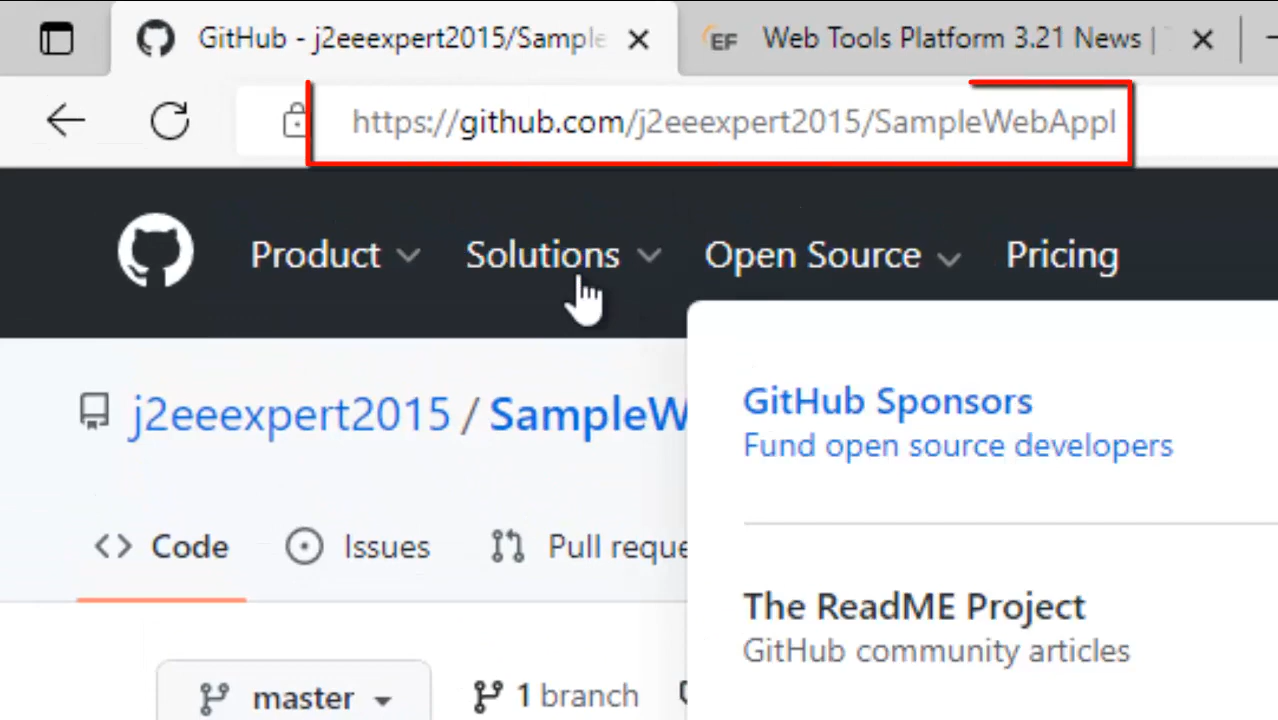 GitHub - j2eeexpert2015/Sample
EF Web Tools Platform 3.21 News |
https://github.com/j2eeexpert2015/SampleWebAppl
Product Solutions Open Source Pricing
j2eeexpert2015 / SampleW
GitHub Sponsors
Fund open source developers
Code Issues Pull reque
The ReadME Project
GitHub community articles
master 1 branch